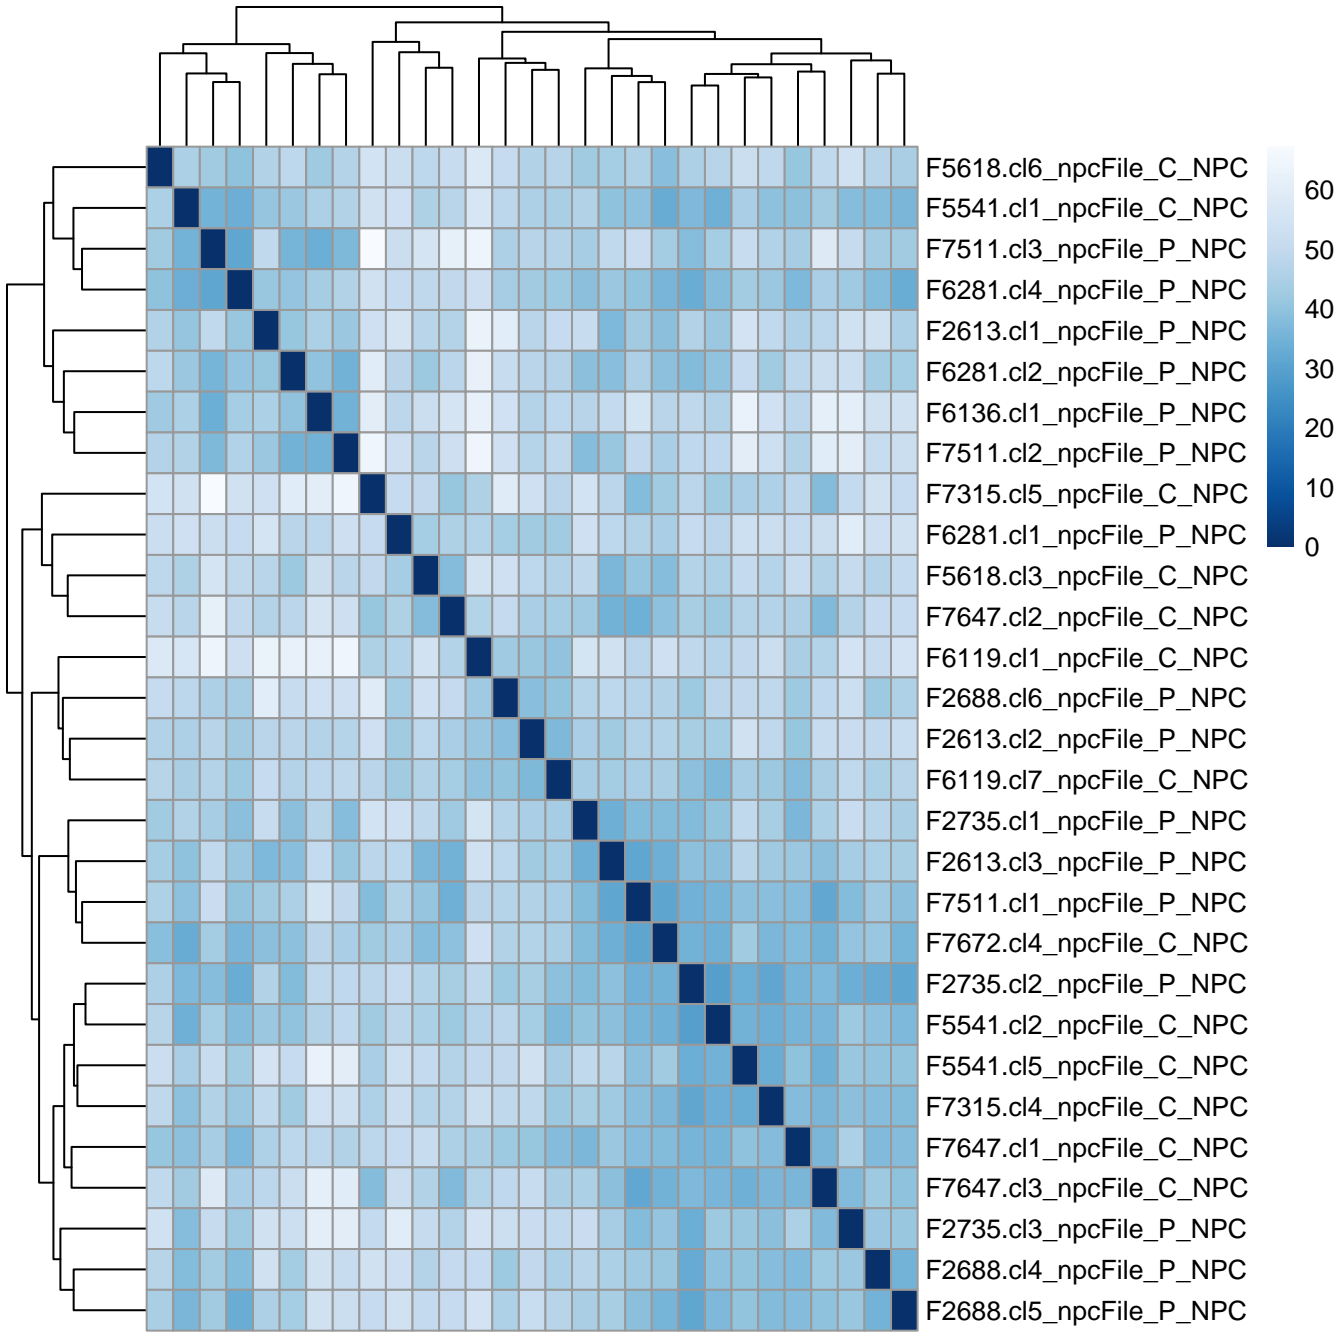 F5618.cl6_npcFile_C_NPC
F5541.cl1_npcFile_C_NPC
F7511.cl3_npcFile_P_NPC
F6281.cl4_npcFile_P_NPC
F2613.cl1_npcFile_P_NPC
F6281.cl2_npcFile_P_NPC
F6136.cl1_npcFile_P_NPC
F7511.cl2_npcFile_P_NPC
F7315.cl5_npcFile_C_NPC
F6281.cl1_npcFile_P_NPC
F5618.cl3_npcFile_C_NPC
F7647.cl2_npcFile_C_NPC
F6119.cl1_npcFile_C_NPC
F2688.cl6_npcFile_P_NPC
F2613.cl2_npcFile_P_NPC
F6119.cl7_npcFile_C_NPC
F2735.cl1_npcFile_P_NPC
F2613.cl3_npcFile_P_NPC
F7511.cl1_npcFile_P_NPC
F7672.cl4_npcFile_C_NPC
F2735.cl2_npcFile_P_NPC
F5541.cl2_npcFile_C_NPC
F5541.cl5_npcFile_C_NPC
F7315.cl4_npcFile_C_NPC
F7647.cl1_npcFile_C_NPC
F7647.cl3_npcFile_C_NPC
F2735.cl3_npcFile_P_NPC
F2688.cl4_npcFile_P_NPC
F2688.cl5_npcFile_P_NPC
60
50
40
30
20
10
0